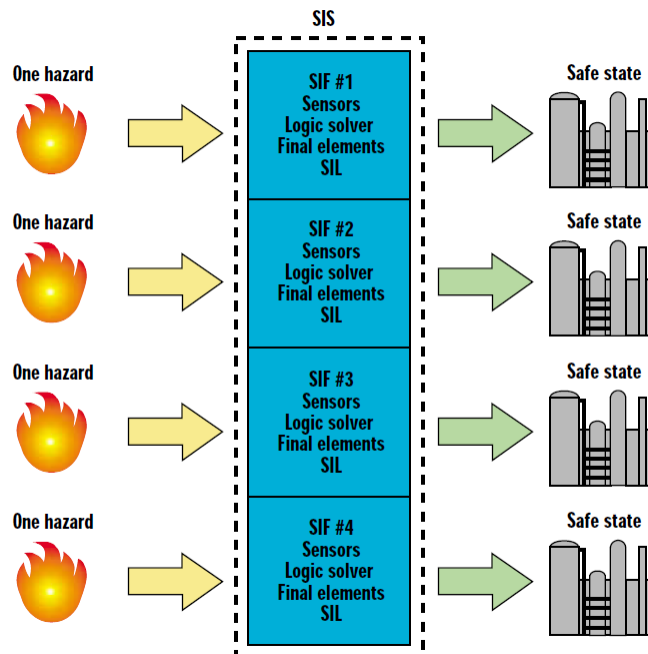 SIS
One hazard
SIF #1
Sensors
Logic solver
Final elements
SIL
Safe state
One hazard
SIF #2
Sensors
Logic solver
Final elements
SIL
Safe state
One hazard
SIF #3
Sensors
Logic solver
Final elements
SIL
Safe state
One hazard
SIF #4
Sensors
Logic solver
Final elements
SIL
Safe state